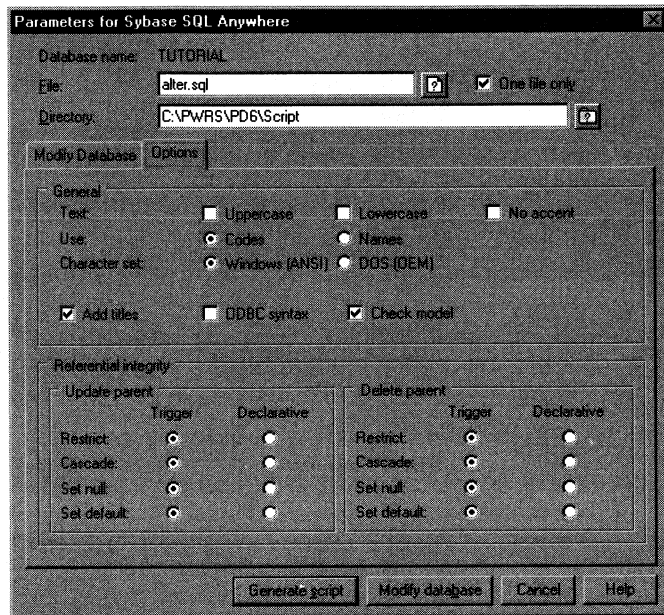 Parameters for Sybase SQL Anywhere
Database name: TUTORIAL
File: alter.sql One file only
Directory: C:\PWRS\PD6\Script
Modify Database Options
General
Text: Uppercase Lowercase No accent
Use: Codes Names
Character set: Windows (ANSI) DOS (OEM)
Add titles ODBC syntax Check model
Referential integrity
Update parent
Trigger Declarative
Restrict:
Cascade:
Set null:
Set default:
Delete parent
Trigger Declarative
Restrict:
Cascade:
Set null:
Set default:
Generate script Modify database Cancel Help